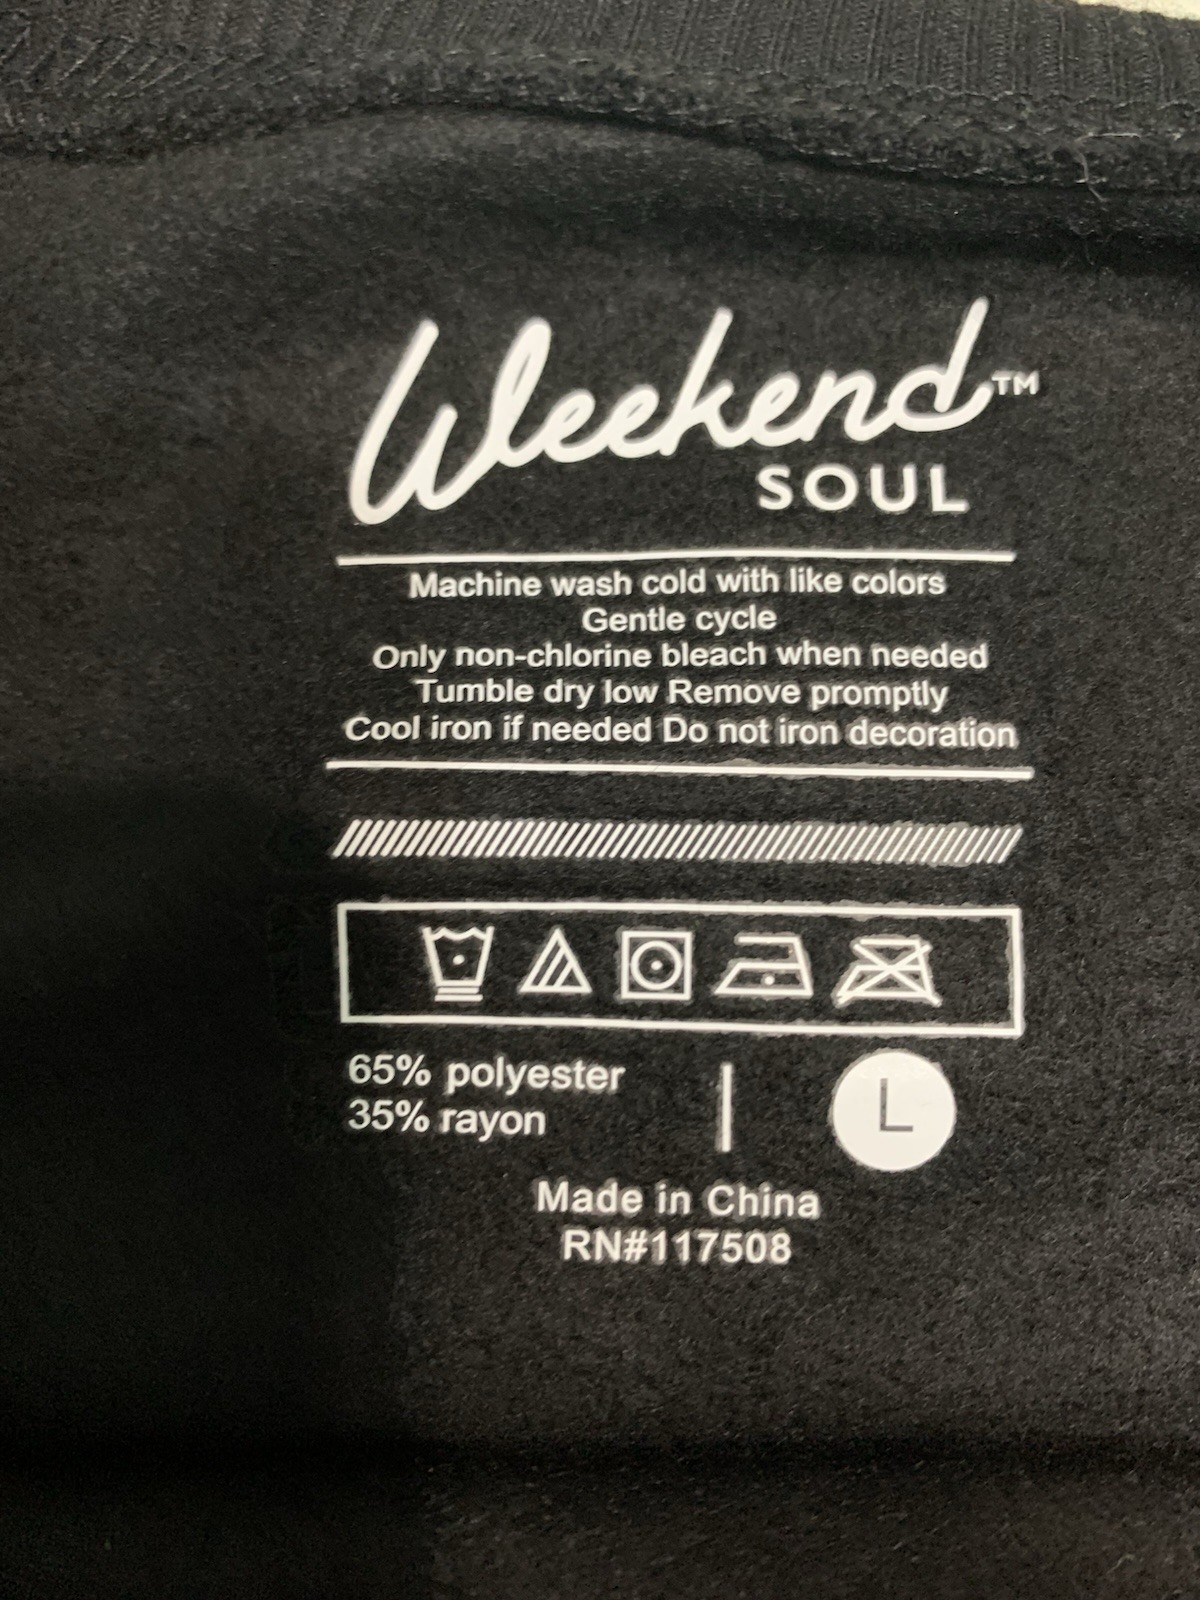 Weekend™
SOUL
Machine wash cold with like colors
Gentle cycle
Only non-chlorine bleach when needed
Tumble dry low Remove promptly
Cool iron if needed Do not iron decoration
65% polyester
35% rayon
L
Made in China
RN#117508